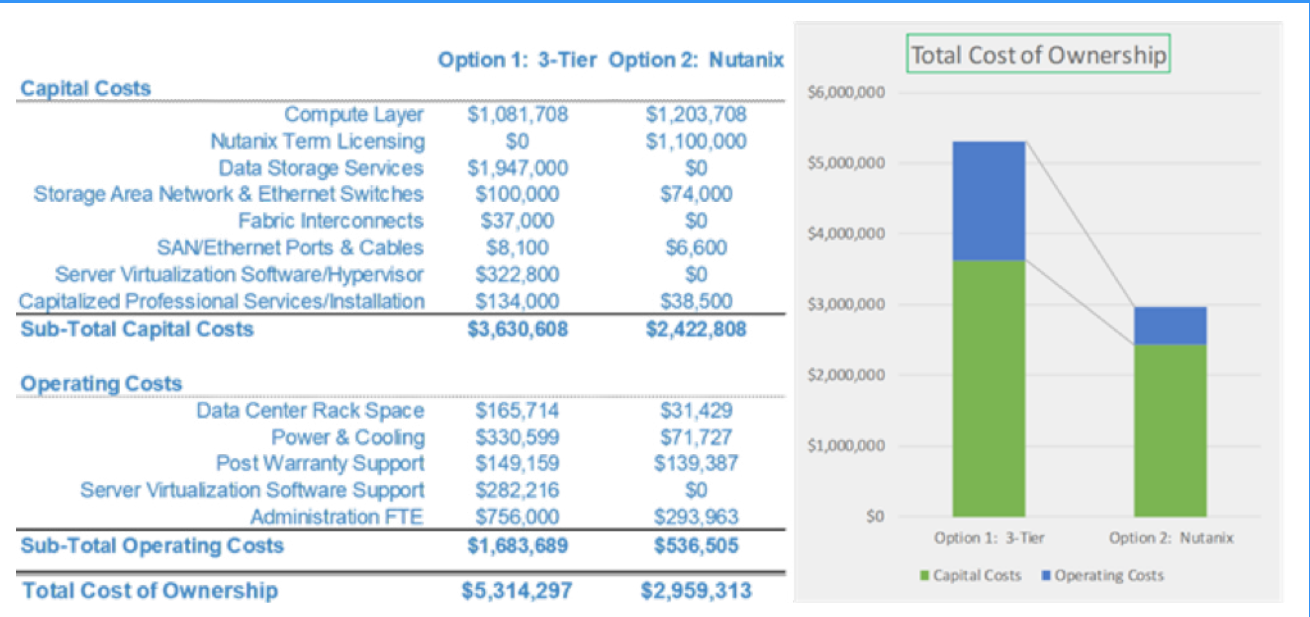 Option 1: 3-Tier Option 2: Nutanix
Capital Costs
Compute Layer $1,081,708 $1,203,708
Nutanix Term Licensing $0 $1,100,000
Data Storage Services $1,947,000 $0
Storage Area Network & Ethernet Switches $100,000 $74,000
Fabric Interconnects $37,000 $0
SAN/Ethernet Ports & Cables $8,100 $6,600
Server Virtualization Software/Hypervisor $322,800 $0
Capitalized Professional Services/Installation $134,000 $38,500
Sub-Total Capital Costs $3,630,608 $2,422,808
Operating Costs
Data Center Rack Space $165,714 $31,429
Power & Cooling $330,599 $71,727
Post Warranty Support $149,159 $139,387
Server Virtualization Software Support $282,216 $0
Administration FTE $756,000 $293,963
Sub-Total Operating Costs $1,683,689 $536,505
Total Cost of Ownership $5,314,297 $2,959,313
Total Cost of Ownership
$6,000,000
$5,000,000
$4,000,000
$3,000,000
$2,000,000
$1,000,000
$0
Option 1: 3-Tier Option 2: Nutanix
Capital Costs Operating Costs